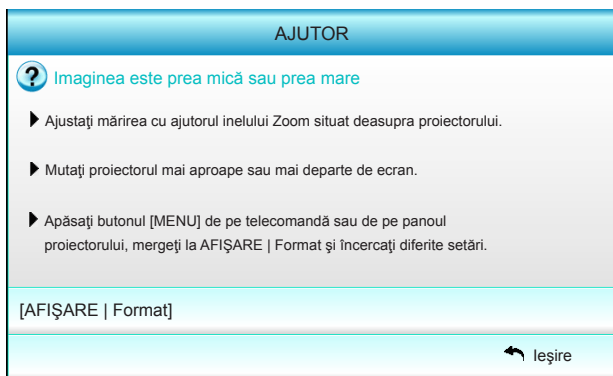 AJUTOR
? Imaginea este prea mică sau prea mare
Ajustaţi mărirea cu ajutorul inelului Zoom situat deasupra proiectorului.
Mutaţi proiectorul mai aproape sau mai departe de ecran.
Apăsaţi butonul [MENU] de pe telecomandă sau de pe panoul
proiectorului, mergeţi la AFIŞARE | Format şi încercaţi diferite setări.
[AFIŞARE | Format]
Ieşire